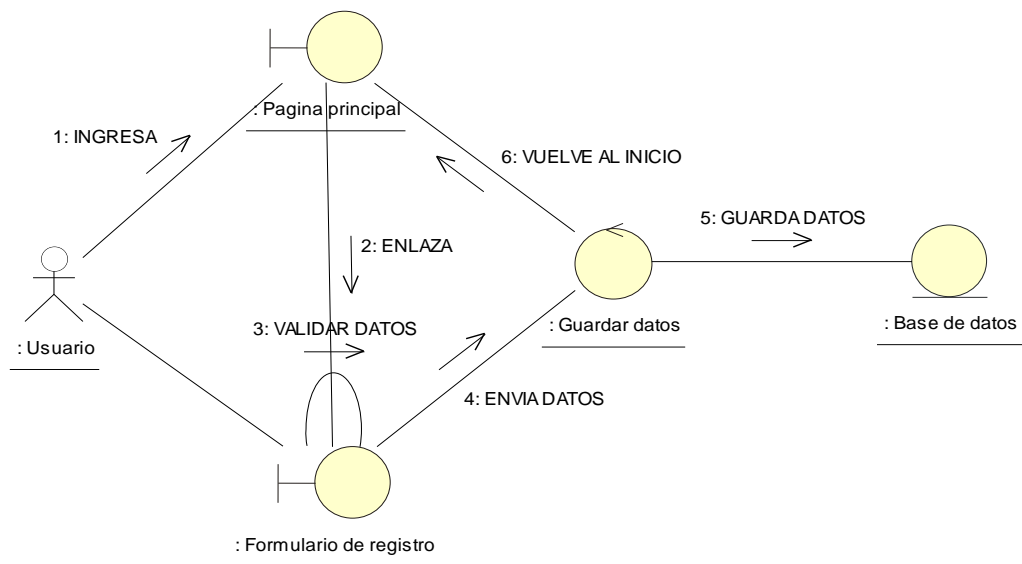 : Pagina principal
1: INGRESA
6: VUELVE AL INICIO
5: GUARDA DATOS
2: ENLAZA
3: VALIDAR DATOS
: Guardar datos
: Base de datos
: Usuario
4: ENVIA DATOS
: Formulario de registro